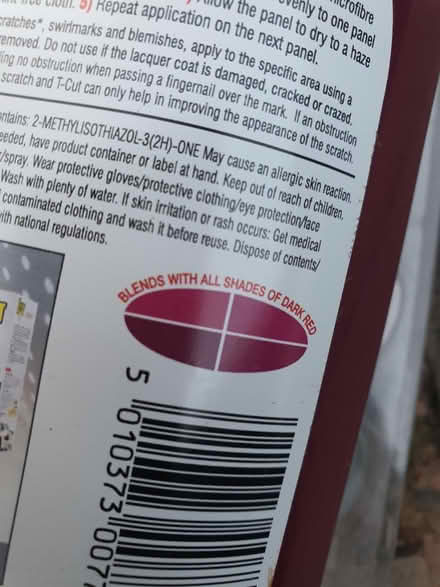 microfibre
evenly to one panel
free cloth. 5) Allow the panel to dry to a haze
Repeat application on the next panel.
cratches*, swirlmarks and blemishes, apply to the specific area using a
removed. Do not use if the lacquer coat is damaged, cracked or crazed.
ing no obstruction when passing a fingernail over the mark. If an obstruction
scratch and T-Cut can only help in improving the appearance of the scratch.
ntains: 2-METHYLISOTHIAZOL-3(2H)-ONE May cause an allergic skin reaction.
eeded, have product container or label at hand. Keep out of reach of children.
/spray. Wear protective gloves/protective clothing/eye protection/face
Wash with plenty of water. If skin irritation or rash occurs: Get medical
contaminated clothing and wash it before reuse. Dispose of contents/
ith national regulations.
BLENDS WITH ALL SHADES OF DARK RED
5 010373 007